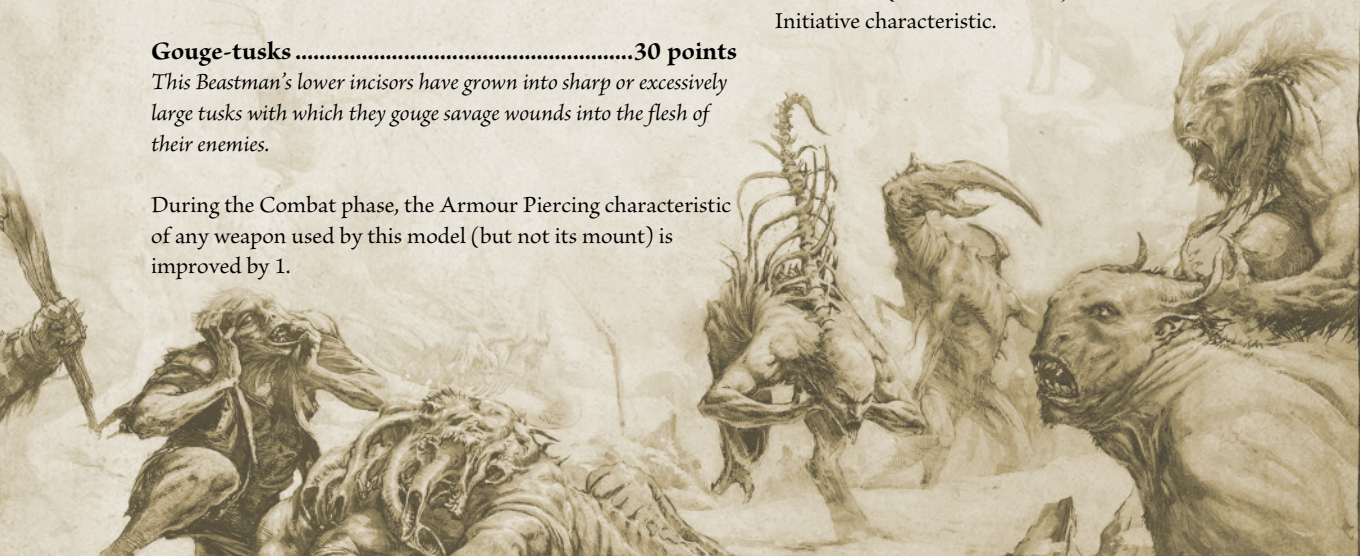 Gouge-tusks ............................................................30 points
This Beastman’s lower incisors have grown into sharp or excessively
large tusks with which they gouge savage wounds into the flesh of
their enemies.
During the Combat phase, the Armour Piercing characteristic
of any weapon used by this model (but not its mount) is
improved by 1.
Initiative characteristic.